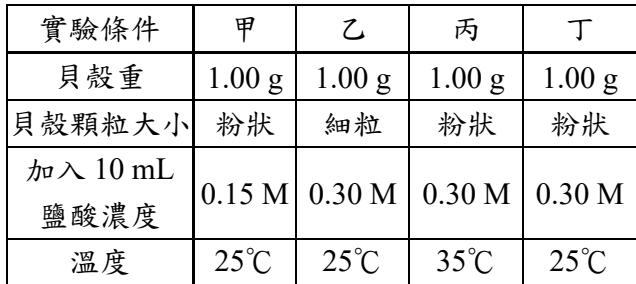 實驗條件 甲 乙 丙 丁
貝殼重 1.00 g 1.00 g 1.00 g 1.00 g
貝殼顆粒大小 粉狀 細粒 粉狀 粉狀
加入 10 mL
鹽酸濃度 0.15 M 0.30 M 0.30 M 0.30 M
溫度 25℃ 25℃ 35℃ 25℃